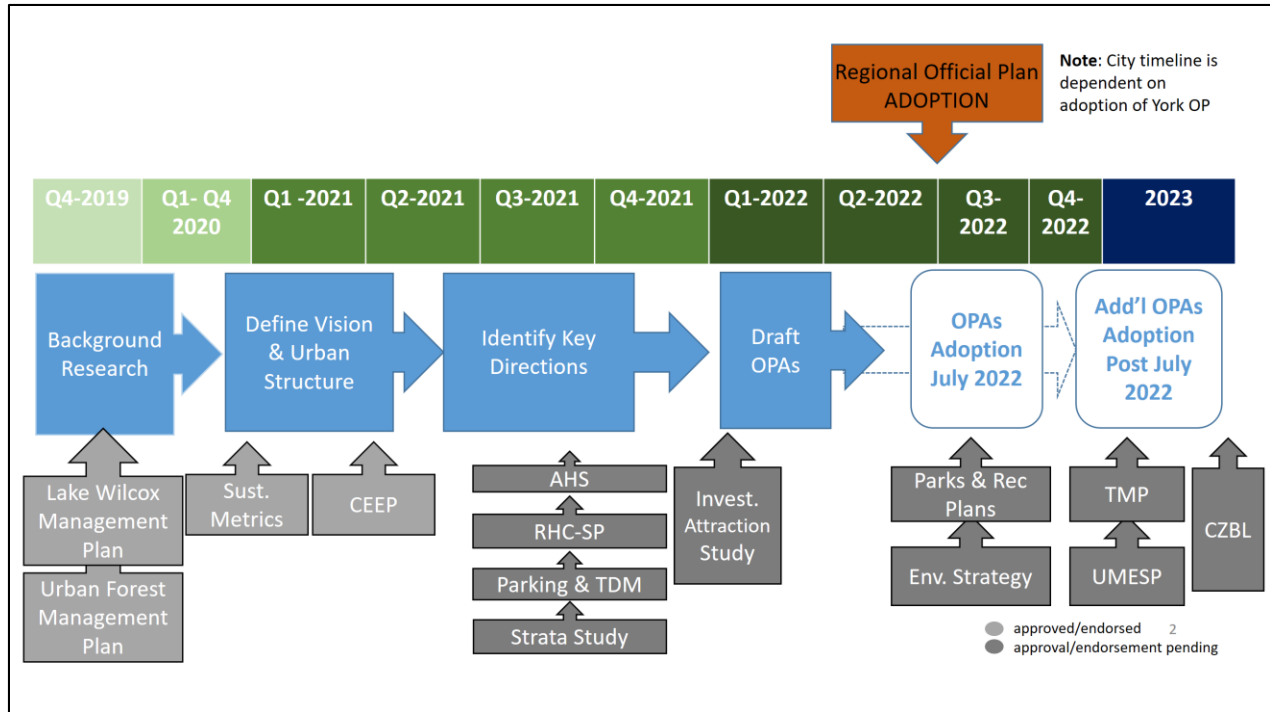 Regional Official Plan
ADOPTION
Note: City timeline is
dependent on
adoption of York OP
Q4-2019
Q1- Q4
2020
Q1 -2021
Q2-2021
Q3-2021
Q4-2021
Q1-2022
Q2-2022
Q3-
2022
Q4-
2022
2023
Background
Research
Define Vision
& Urban
Structure
Identify Key
Directions
Draft
OPAs
OPAs
Adoption
July 2022
Add'l OPAs
Adoption
Post July
2022
Lake Wilcox
Management
Plan
Urban Forest
Management
Plan
Sust.
Metrics
CEEP
AHS
RHC-SP
Parking & TDM
Strata Study
Invest.
Attraction
Study
Parks & Rec
Plans
Env. Strategy
TMP
UMESP
CZBL
approved/endorsed 2
approval/endorsement pending